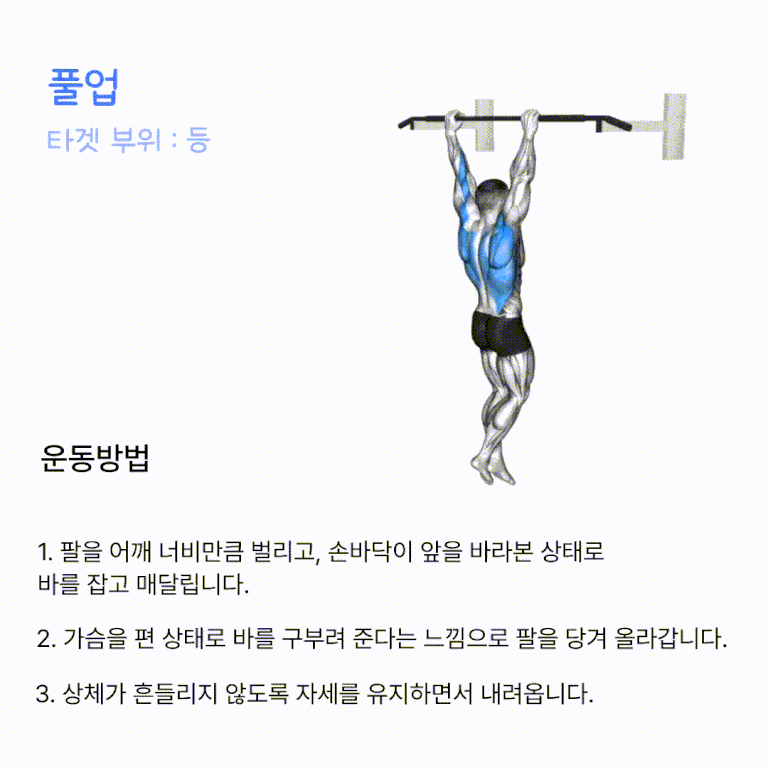 풀업
타겟 부위 : 등
운동방법
1. 팔을 어깨 너비만큼 벌리고, 손바닥이 앞을 바라본 상태로
바를 잡고 매달립니다.
2. 가슴을 편 상태로 바를 구부려 준다는 느낌으로 팔을 당겨 올라갑니다.
3. 상체가 흔들리지 않도록 자세를 유지하면서 내려옵니다.